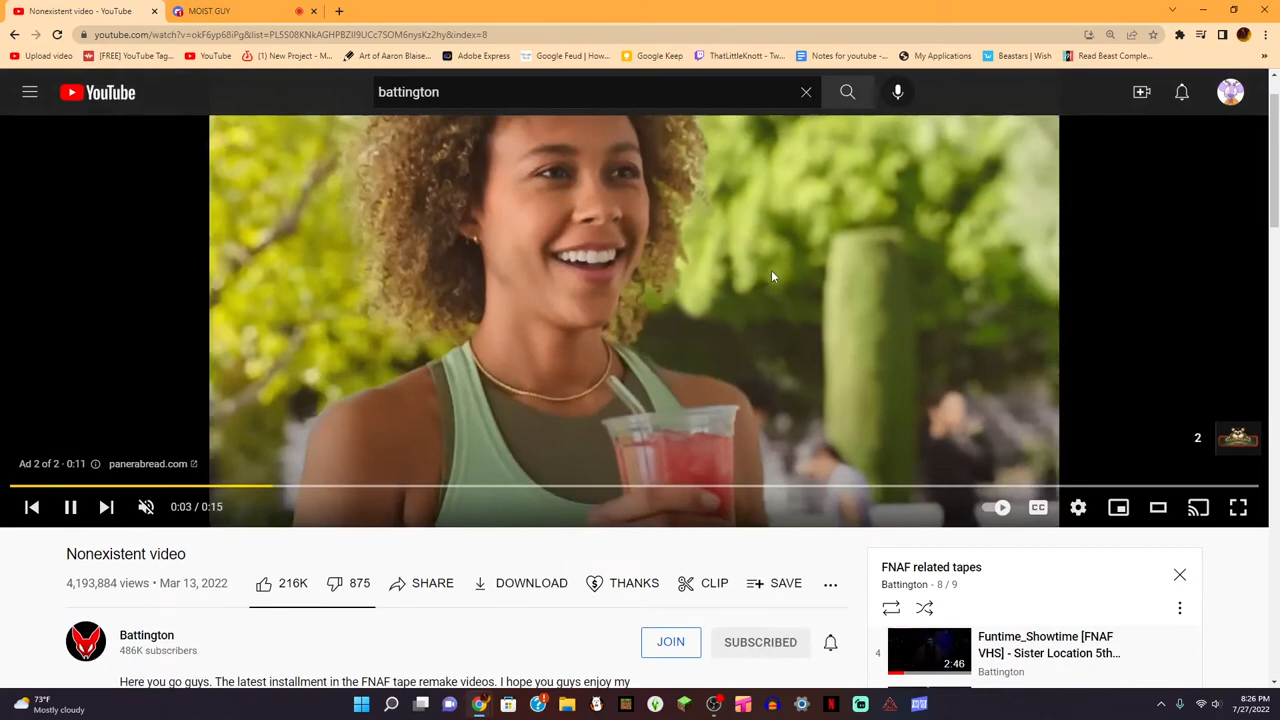 Nonexistent video - YouTube
MOIST GUY
youtube.com/watch?v=okF6yp68iPg&list=PL5S08KNkAGHPBZII9UCc7SOM6nysKz2hy&index=8
Upload video
[FREE] YouTube Tag...
YouTube
(1) New Project - M...
Art of Aaron Blaise...
Adobe Express
Google Feud | How...
Google Keep
ThatLittleKnott - T...
Notes for youtube -...
My Applications
Beastars | Wish
Read Beast Comple...
YouTube
battington
2
Ad 2 of 2 · 0:11
panerabread.com
0:03 / 0:15
CC
Nonexistent video
4,193,884 views • Mar 13, 2022
216K
875
SHARE
DOWNLOAD
THANKS
CLIP
SAVE
Battington
486K subscribers
JOIN
SUBSCRIBED
Here you go guys. The latest installment in the FNAF tape remake videos. I hope you guys enjoy my
FNAF related tapes
Battington - 8 / 9
4
2:46
Funtime_Showtime [FNAF
VHS] - Sister Location 5th...
Battington
73°F
Mostly cloudy
8:26 PM
7/27/2022